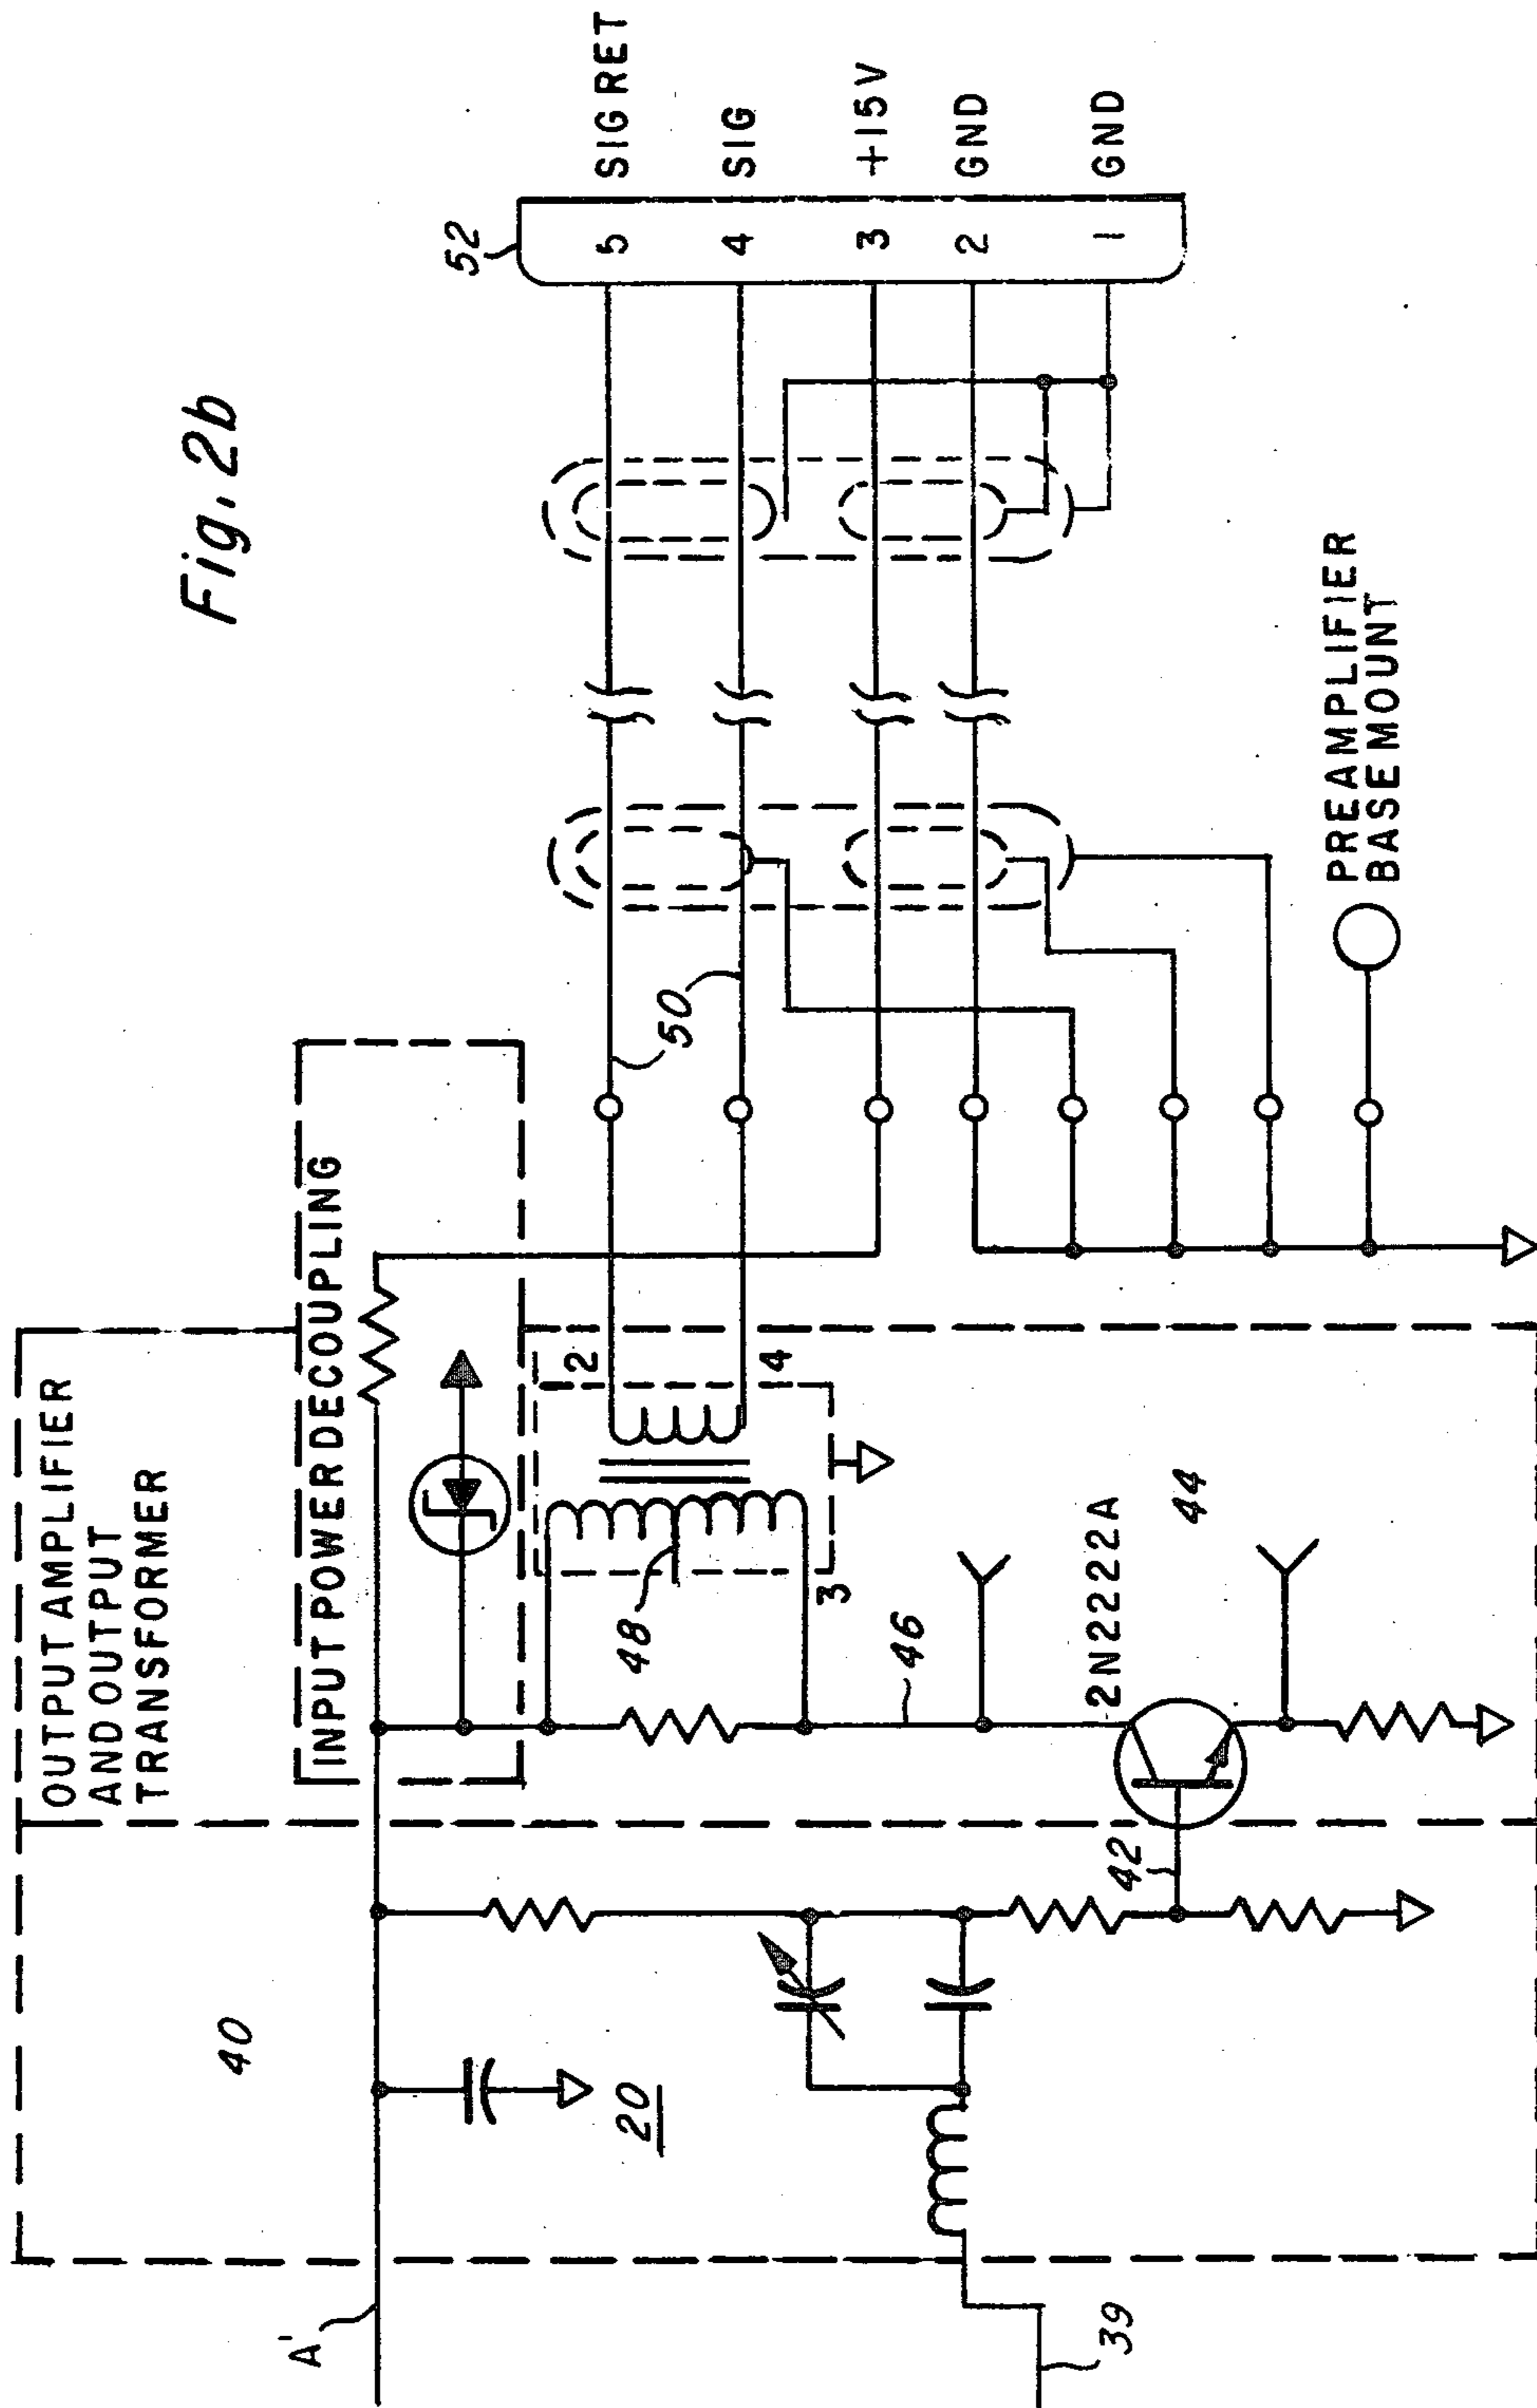 Fig. 2b
OUTPUT AMPLIFIER
AND OUTPUT
TRANSFORMER
INPUT POWER DECOUPLING
40
A'
20
39
42
2N2222A
44
46
48
3
2
4
50
52
5
4
3
2
1
SIG RET
SIG
+15V
GND
GND
PREAMPLIFIER
BASE MOUNT